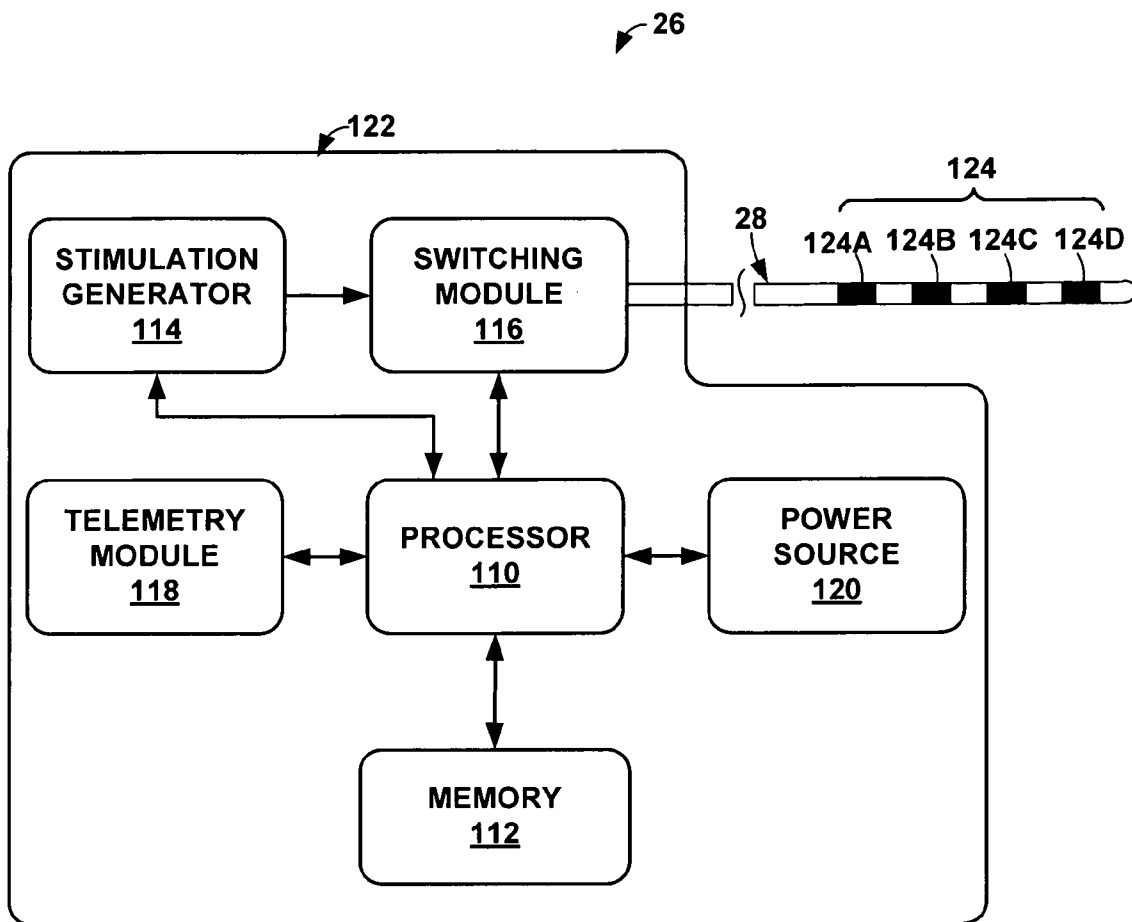 26
122
124
28
124A 124B 124C 124D
STIMULATION
GENERATOR
114
SWITCHING
MODULE
116
TELEMETRY
MODULE
118
PROCESSOR
110
POWER
SOURCE
120
MEMORY
112